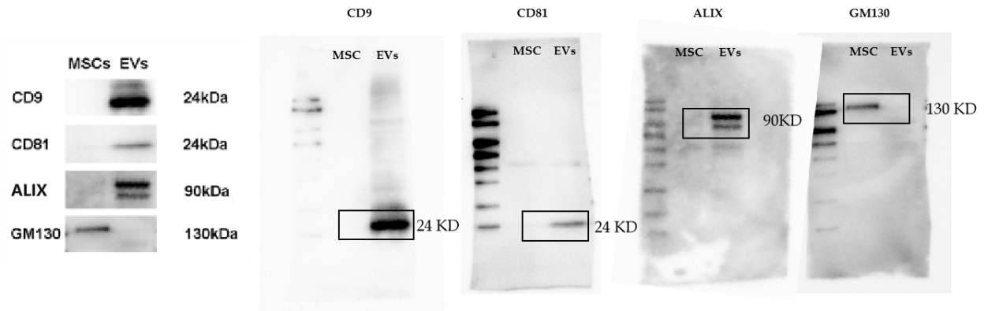 MSCs EVs
CD9 24kDa
CD81 24kDa
ALIX 90kDa
GM130 130kDa
CD9
MSC EVs
24 KD
CD81
MSC EVs
24 KD
ALIX
MSC EVs
90KD
GM130
MSC EVs
130 KD